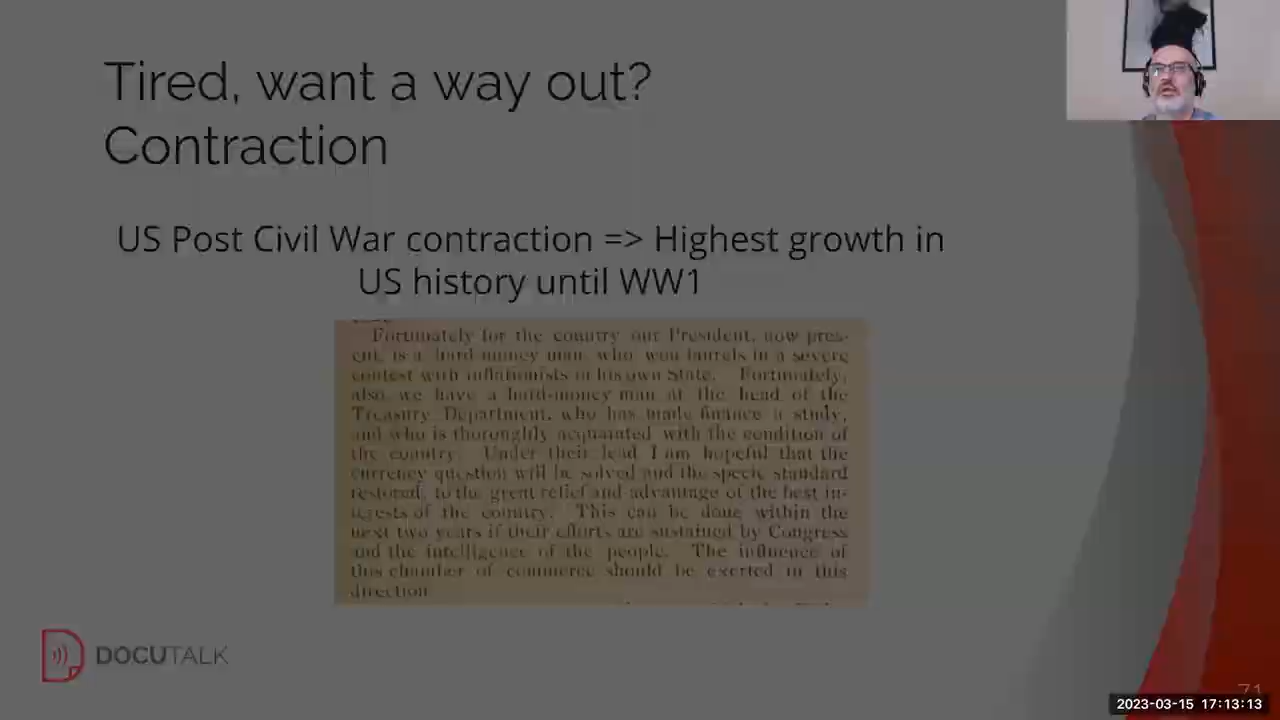 Tired, want a way out?
Contraction
US Post Civil War contraction => Highest growth in
US history until WW1
Fortunately for the country our President, now pres-
ent, is a hard-money man, who won laurels in a severe
contest with inflationists in his own State. Fortunately,
also, we have a hard-money man at the head of the
Treasury Department, who has made finance a study,
and who is thoroughly acquainted with the condition of
the country. Under their lead I am hopeful that the
currency question will be solved and the specie standard
restored, to the great relief and advantage of the best in-
terests of the country. This can be done within the
next two years if their efforts are sustained by Congress
and the intelligence of the people. The influence of
this chamber of commerce should be exerted in this
direction
DOCUTALK
71
2023-03-15 17:13:13